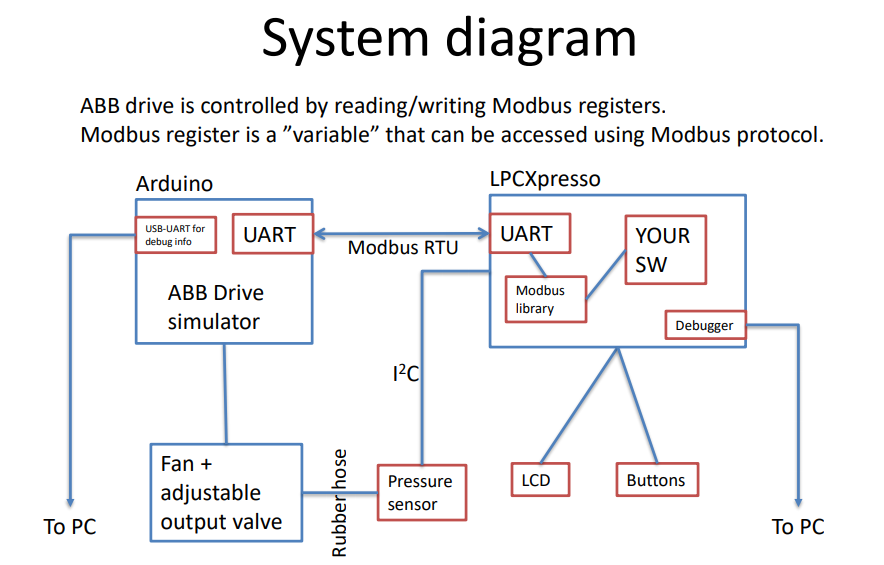 System diagram
ABB drive is controlled by reading/writing Modbus registers.
Modbus register is a ”variable” that can be accessed using Modbus protocol.
Arduino
LPCXpresso
USB-UART for
debug info
UART
Modbus RTU
UART
YOUR
SW
ABB Drive
simulator
Modbus
library
Debugger
I²C
Fan +
adjustable
output valve
Rubber hose
Pressure
sensor
LCD
Buttons
To PC
To PC